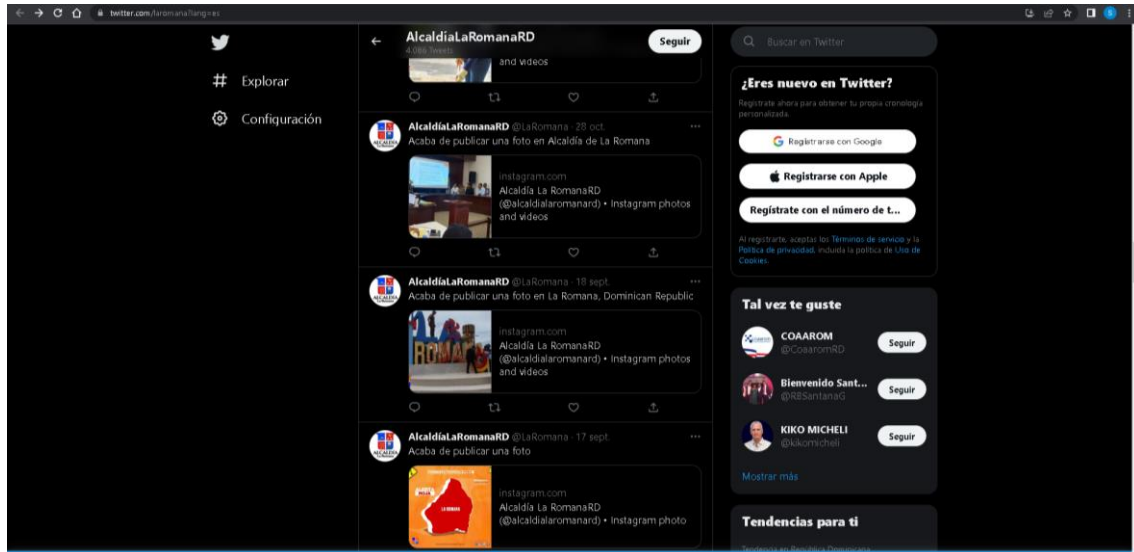 twitter.com/laromana?lang=es
AlcaldíaLaRomanaRD
4.086 Tweets
Seguir
Explorar
Configuración
and videos
AlcaldíaLaRomanaRD @LaRomana · 28 oct.
Acaba de publicar una foto en Alcaldía de La Romana
instagram.com
Alcaldía La RomanaRD
(@alcaldialaromanard) • Instagram photos
and videos
AlcaldíaLaRomanaRD @LaRomana · 18 sept.
Acaba de publicar una foto en La Romana, Dominican Republic
instagram.com
Alcaldía La RomanaRD
(@alcaldialaromanard) • Instagram photos
and videos
AlcaldíaLaRomanaRD @LaRomana · 17 sept.
Acaba de publicar una foto
LA ROMANA
instagram.com
Alcaldía La RomanaRD
(@alcaldialaromanard) • Instagram photo
Buscar en Twitter
¿Eres nuevo en Twitter?
Regístrate ahora para obtener tu propia cronología
personalizada.
Registrarse con Google
Registrarse con Apple
Regístrate con el número de t...
Al registrarte, aceptas los Términos de servicio y la
Política de privacidad, incluida la política de Uso de
Cookies.
Tal vez te guste
COAAROM
@CoaaromRD
Seguir
Bienvenido Sant...
@RBSantanaG
Seguir
KIKO MICHELI
@kikomicheli
Seguir
Mostrar más
Tendencias para ti
Tendencia en República Dominicana